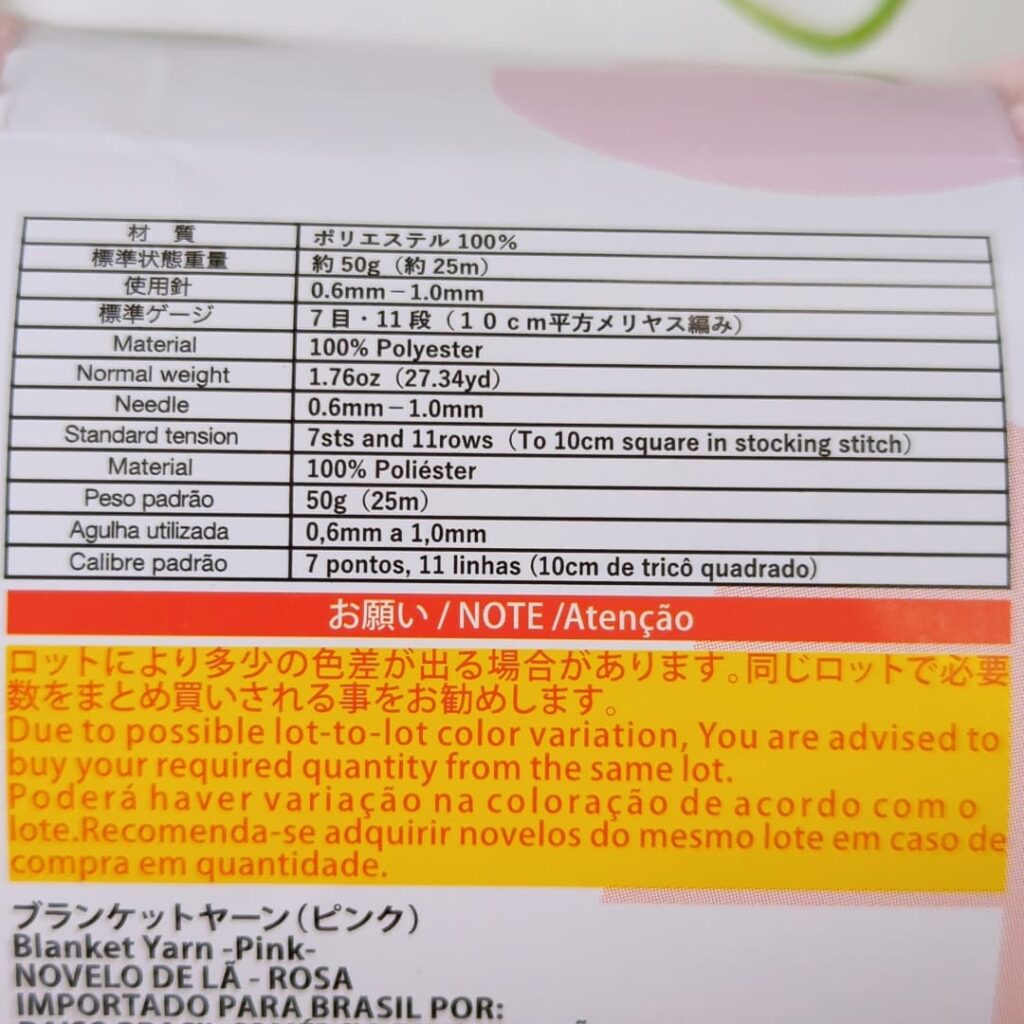 材 質 ポリエステル 100%
標準状態重量 約 50g（約 25m）
使用針 0.6mm－1.0mm
標準ゲージ 7 目・11 段（１０ｃｍ平方メリヤス編み）
Material 100% Polyester
Normal weight 1.76oz（27.34yd）
Needle 0.6mm－1.0mm
Standard tension 7sts and 11rows（To 10cm square in stocking stitch）
Material 100% Poliéster
Peso padrão 50g（25m）
Agulha utilizada 0,6mm a 1,0mm
Calibre padrão 7 pontos, 11 linhas (10cm de tricô quadrado)
お願い / NOTE /Atenção
ロットにより多少の色差が出る場合があります。同じロットで必要
数をまとめ買いされる事をお勧めします。
Due to possible lot-to-lot color variation, You are advised to
buy your required quantity from the same lot.
Poderá haver variação na coloração de acordo com o
lote.Recomenda-se adquirir novelos do mesmo lote em caso de
compra em quantidade.
ブランケットヤーン（ピンク）
Blanket Yarn -Pink-
NOVELO DE LÃ - ROSA
IMPORTADO PARA BRASIL POR: